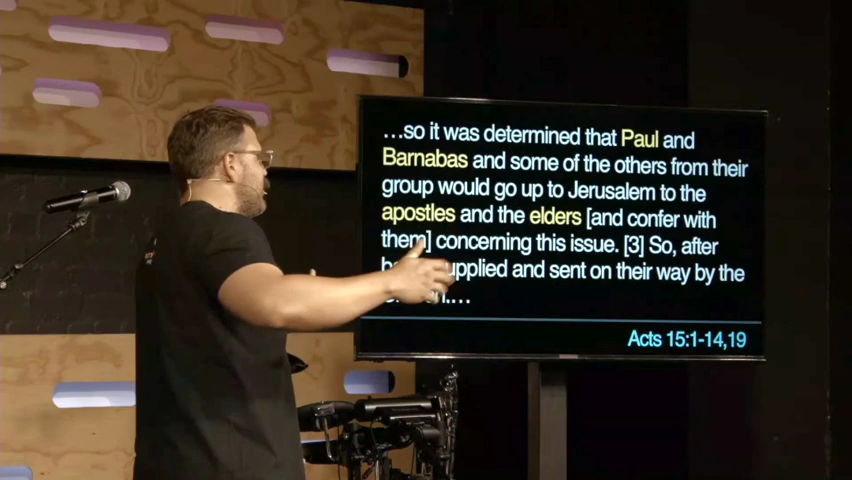 …so it was determined that Paul and
Barnabas and some of the others from their
group would go up to Jerusalem to the
apostles and the elders [and confer with
them] concerning this issue. [3] So, after
supplied and sent on their way by the
Acts 15:1-14,19